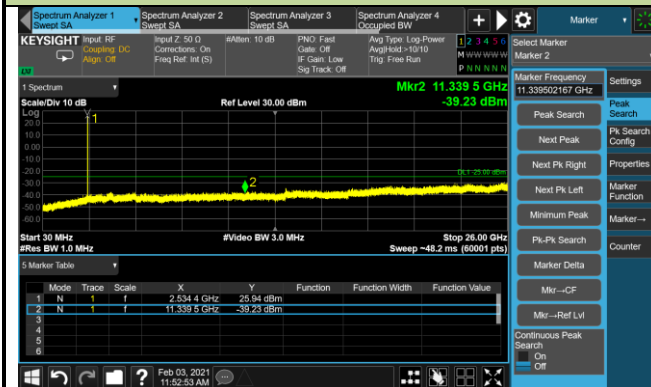 Spectrum Analyzer 1
Swept SA
Spectrum Analyzer 2
Swept SA
Spectrum Analyzer 3
Swept SA
Spectrum Analyzer 4
Occupied BW
+
Marker
KEYSIGHT
Input: RF
Coupling: DC
Align: Off
Input Z: 50 Ω
Corrections: On
Freq Ref: Int (S)
#Atten: 10 dB
PNO: Fast
Gate: Off
IF Gain: Low
Sig Track: Off
Avg Type: Log-Power
Avg|Hold:>10/10
Trig: Free Run
1 2 3 4 5 6
M W W W W W
P N N N N N
LXI
Select Marker
Marker 2
1 Spectrum
Mkr2 11.339 5 GHz
-39.23 dBm
Scale/Div 10 dB
Ref Level 30.00 dBm
Log
20.0
10.0
0.00
-10.0
-20.0
-30.0
-40.0
-50.0
-60.0
1
2
DL1 -25.00 dBm
Start 30 MHz
#Video BW 3.0 MHz
Stop 26.00 GHz
#Res BW 1.0 MHz
Sweep ~48.2 ms (60001 pts)
5 Marker Table
Mode Trace Scale X Y Function Function Width Function Value
1 N 1 f 2.534 4 GHz 25.94 dBm
2 N 1 f 11.339 5 GHz -39.23 dBm
3
4
5
6
Marker Frequency
11.339502167 GHz
Peak Search
Next Peak
Next Pk Right
Next Pk Left
Minimum Peak
Pk-Pk Search
Marker Delta
Mkr→CF
Mkr→Ref Lvl
Continuous Peak
Search
On
Off
Settings
Peak
Search
Pk Search
Config
Properties
Marker
Function
Marker→
Counter
?
Feb 03, 2021
11:52:53 AM